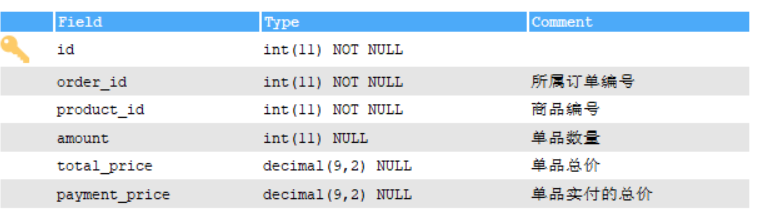 Field Type Comment
id int(11) NOT NULL
order_id int(11) NOT NULL 所属订单编号
product_id int(11) NOT NULL 商品编号
amount int(11) NULL 单品数量
total_price decimal(9,2) NULL 单品总价
payment_price decimal(9,2) NULL 单品实付的总价